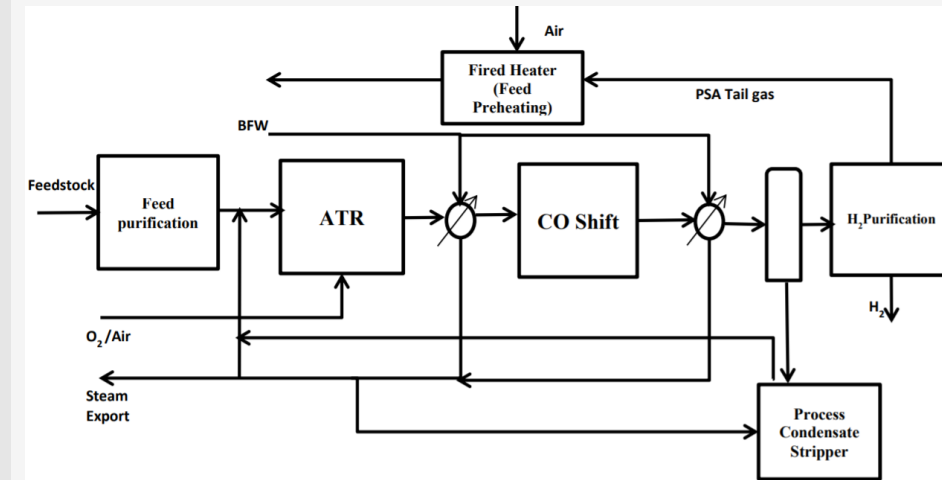 Air
Fired Heater
(Feed
Preheating)
PSA Tail gas
BFW
Feedstock
Feed
purification
ATR
CO Shift
H₂Purification
H₂
O₂/Air
Steam
Export
Process
Condensate
Stripper